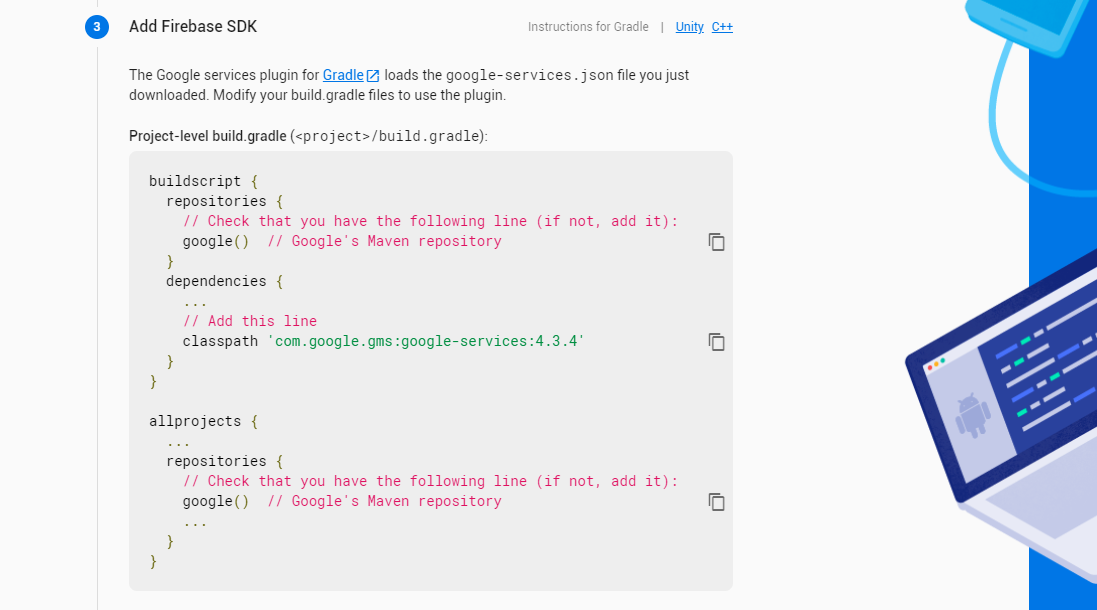 3 Add Firebase SDK Instructions for Gradle | Unity C++
The Google services plugin for Gradle loads the google-services.json file you just
downloaded. Modify your build.gradle files to use the plugin.
Project-level build.gradle (<project>/build.gradle):
buildscript {
  repositories {
    // Check that you have the following line (if not, add it):
    google()  // Google's Maven repository
  }
  dependencies {
    ...
    // Add this line
    classpath 'com.google.gms:google-services:4.3.4'
  }
}
allprojects {
  ...
  repositories {
    // Check that you have the following line (if not, add it):
    google()  // Google's Maven repository
    ...
  }
}